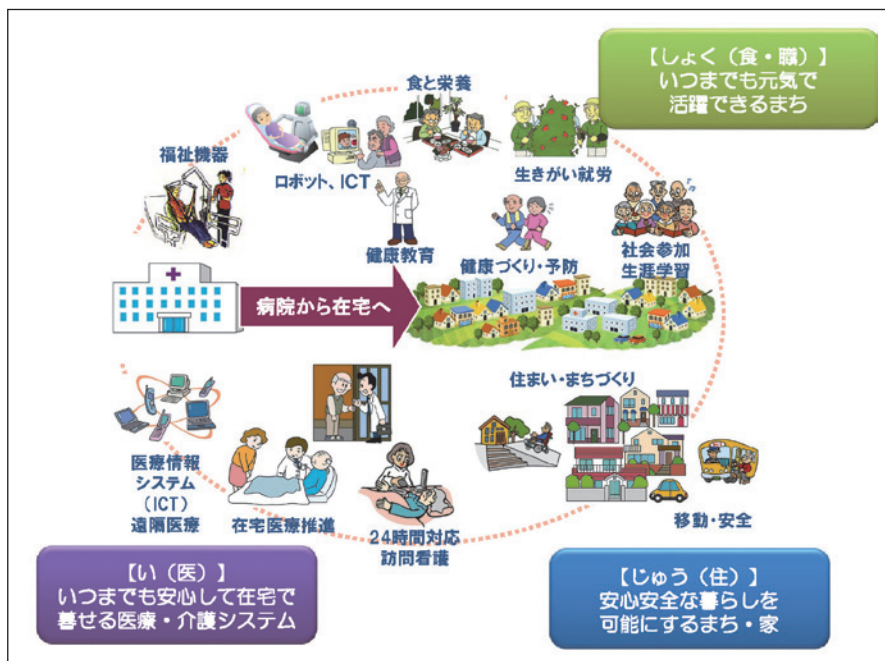 【しょく（食・職）】
いつまでも元気で
活躍できるまち
食と栄養
福祉機器
ロボット、ICT
生きがい就労
健康教育
健康づくり・予防
社会参加
生涯学習
病院から在宅へ
住まい・まちづくり
医療情報
システム
（ICT）
遠隔医療
在宅医療推進
24時間対応
訪問看護
移動・安全
【い（医）】
いつまでも安心して在宅で
暮せる医療・介護システム
【じゅう（住）】
安心安全な暮らしを
可能にするまち・家